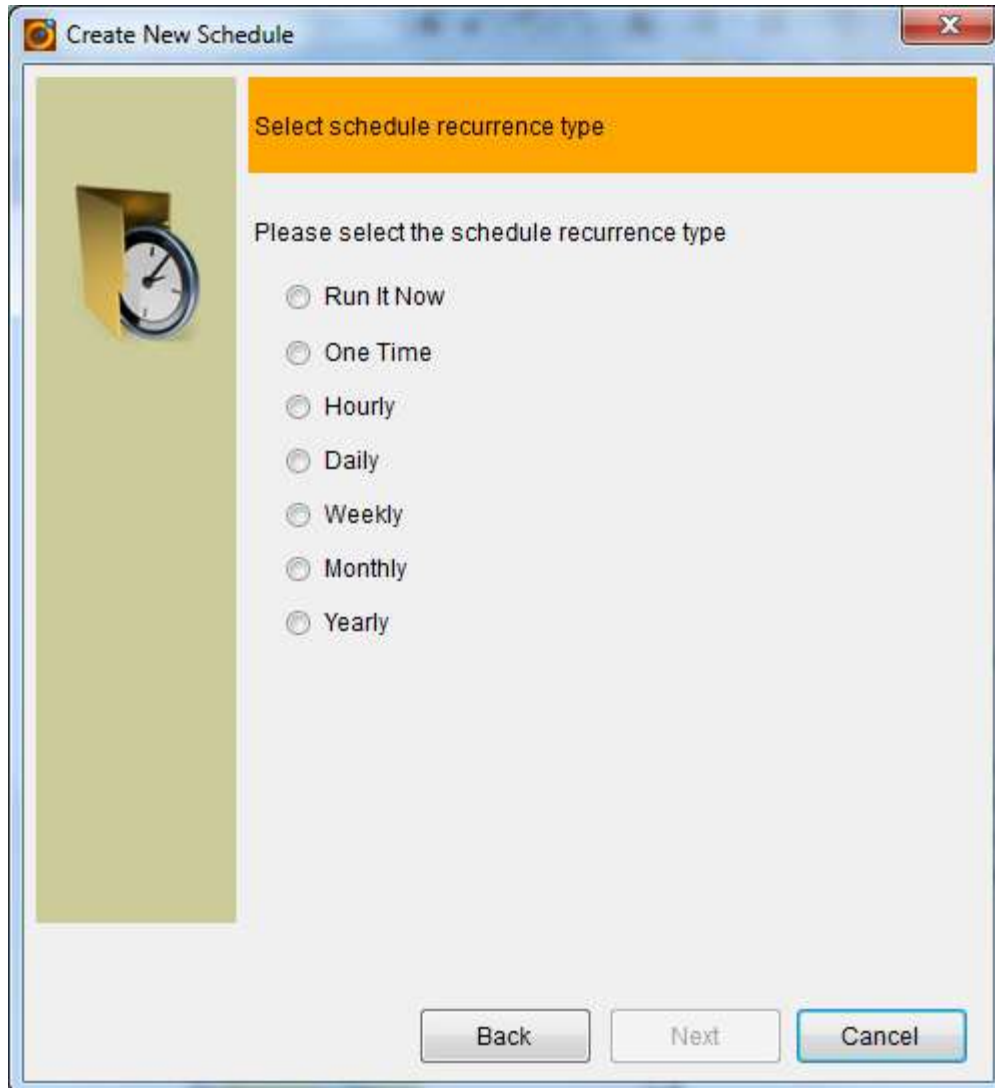 Create New Schedule
Select schedule recurrence type
Please select the schedule recurrence type
Run It Now
One Time
Hourly
Daily
Weekly
Monthly
Yearly
Back
Next
Cancel